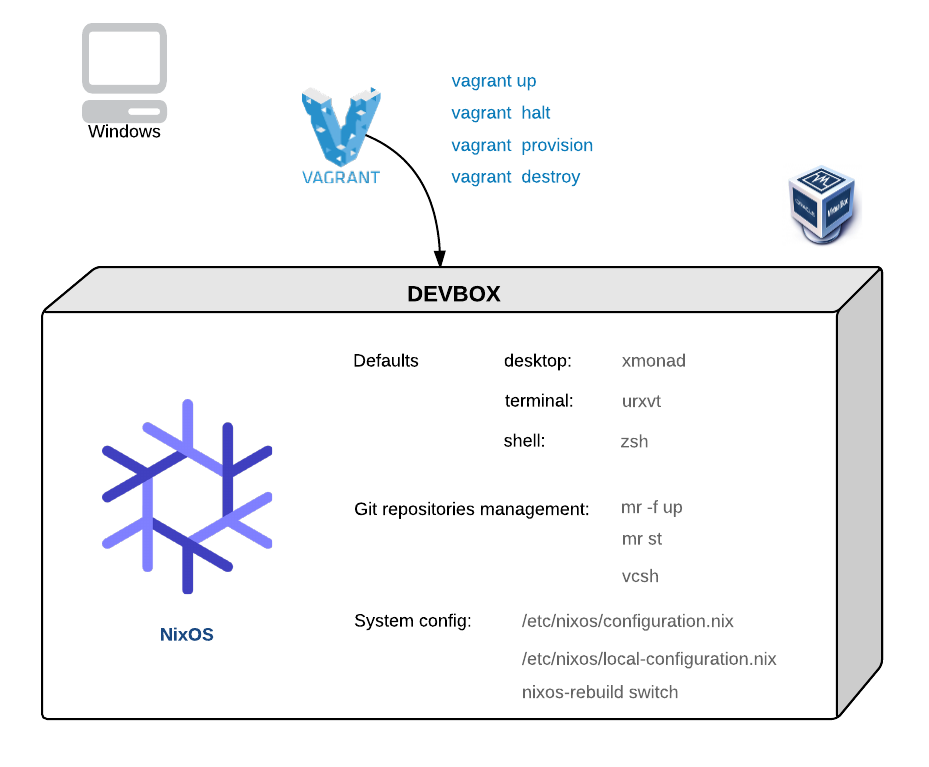 Windows
VAGRANT
vagrant up
vagrant halt
vagrant provision
vagrant destroy
VirtualBox
DEVBOX
Defaults desktop: xmonad
terminal: urxvt
shell: zsh
Git repositories management: mr -f up
mr st
vcsh
System config: /etc/nixos/configuration.nix
/etc/nixos/local-configuration.nix
nixos-rebuild switch
NixOS